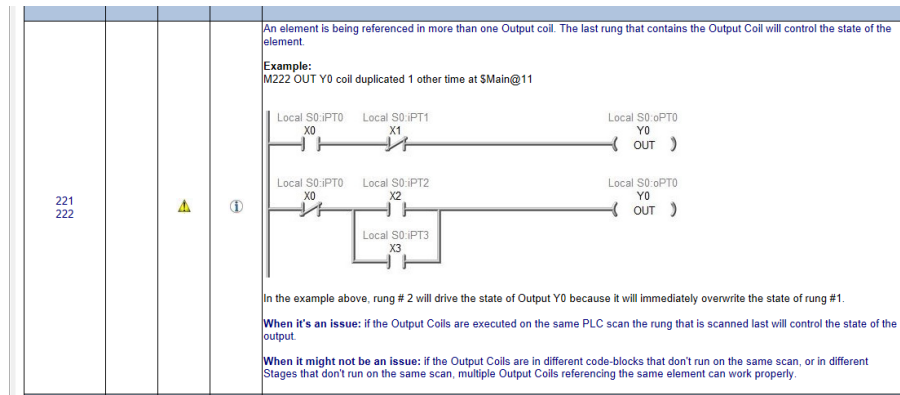 An element is being referenced in more than one Output coil. The last rung that contains the Output Coil will control the state of the
element.
Example:
M222 OUT Y0 coil duplicated 1 other time at $Main@11
Local S0:iPT0 Local S0:iPT1 Local S0:oPT0
X0 X1 Y0
OUT
Local S0:iPT0 Local S0:iPT2 Local S0:oPT0
X0 X2 Y0
OUT
221
222
Local S0:iPT3
X3
In the example above, rung # 2 will drive the state of Output Y0 because it will immediately overwrite the state of rung #1.
When it's an issue: if the Output Coils are executed on the same PLC scan the rung that is scanned last will control the state of the
output.
When it might not be an issue: if the Output Coils are in different code-blocks that don't run on the same scan, or in different
Stages that don't run on the same scan, multiple Output Coils referencing the same element can work properly.